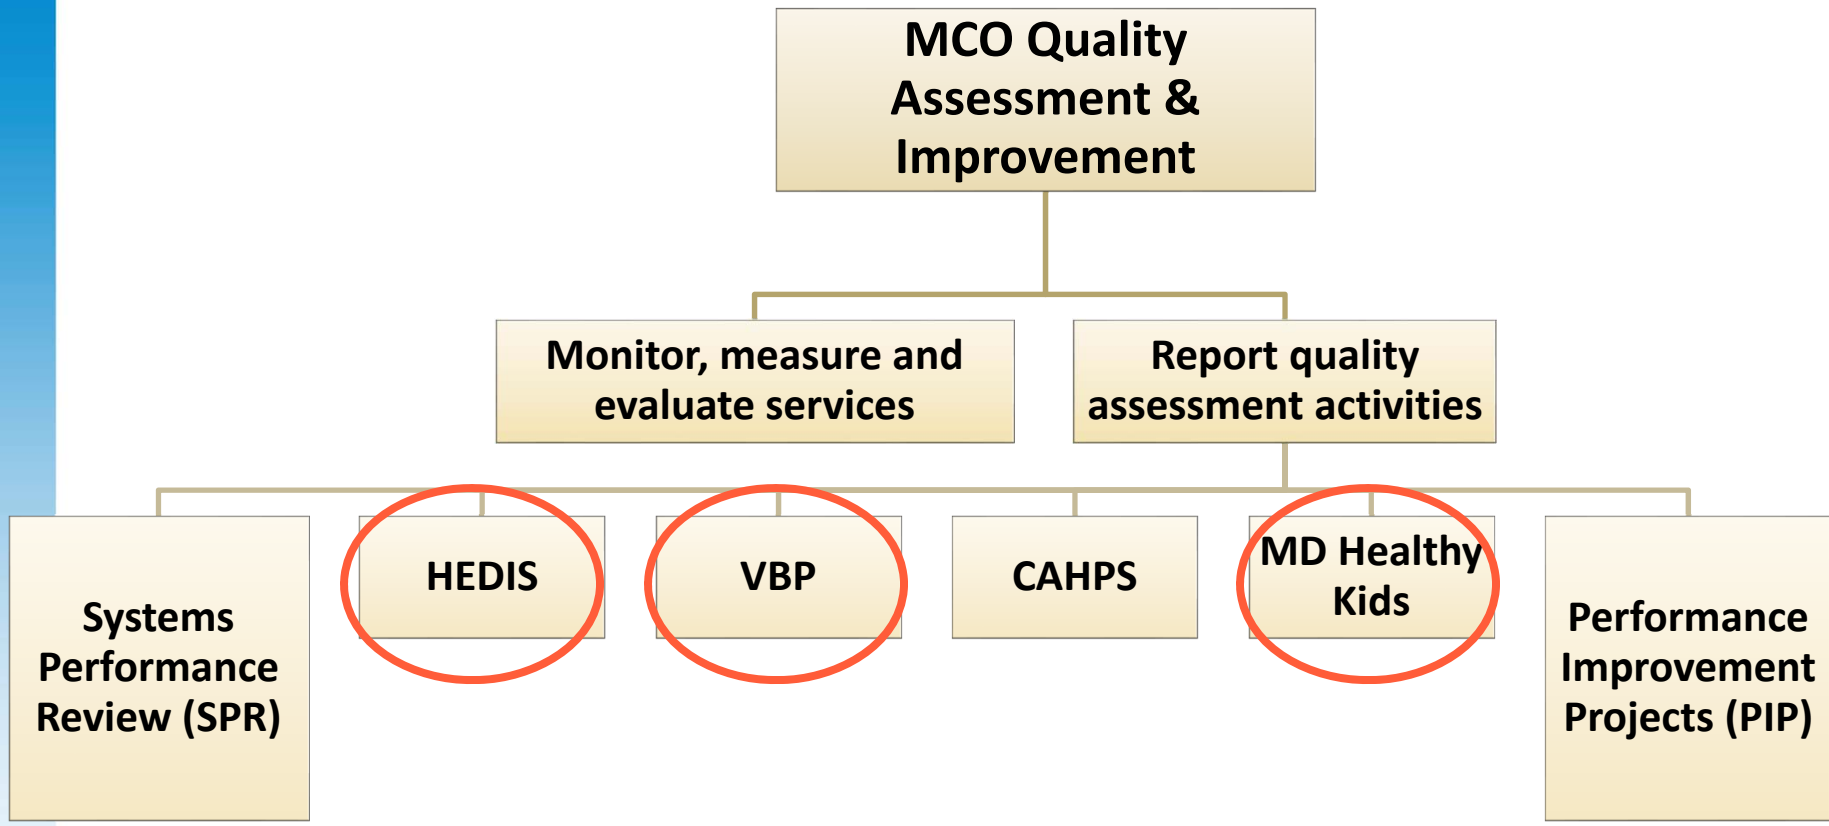 MCO Quality
Assessment &
Improvement
Monitor, measure and
evaluate services
Report quality
assessment activities
Systems
Performance
Review (SPR)
HEDIS
VBP
CAHPS
MD Healthy
Kids
Performance
Improvement
Projects (PIP)